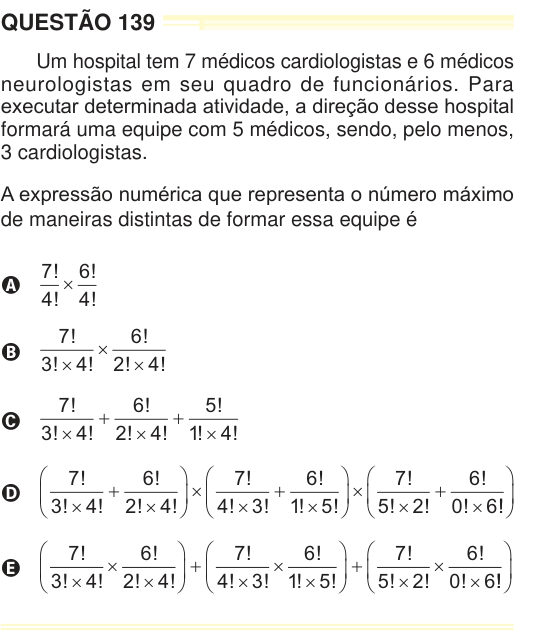 QUESTÃO 139
Um hospital tem 7 médicos cardiologistas e 6 médicos
neurologistas em seu quadro de funcionários. Para
executar determinada atividade, a direção desse hospital
formará uma equipe com 5 médicos, sendo, pelo menos,
3 cardiologistas.
A expressão numérica que representa o número máximo
de maneiras distintas de formar essa equipe é
A 7!/4! × 6!/4!
B 7!/(3! × 4!) × 6!/(2! × 4!)
C 7!/(3! × 4!) + 6!/(2! × 4!) + 5!/(1! × 4!)
D (7!/(3! × 4!) + 6!/(2! × 4!)) × (7!/(4! × 3!) + 6!/(1! × 5!)) × (7!/(5! × 2!) + 6!/(0! × 6!))
E (7!/(3! × 4!) × 6!/(2! × 4!)) + (7!/(4! × 3!) × 6!/(1! × 5!)) + (7!/(5! × 2!) × 6!/(0! × 6!))